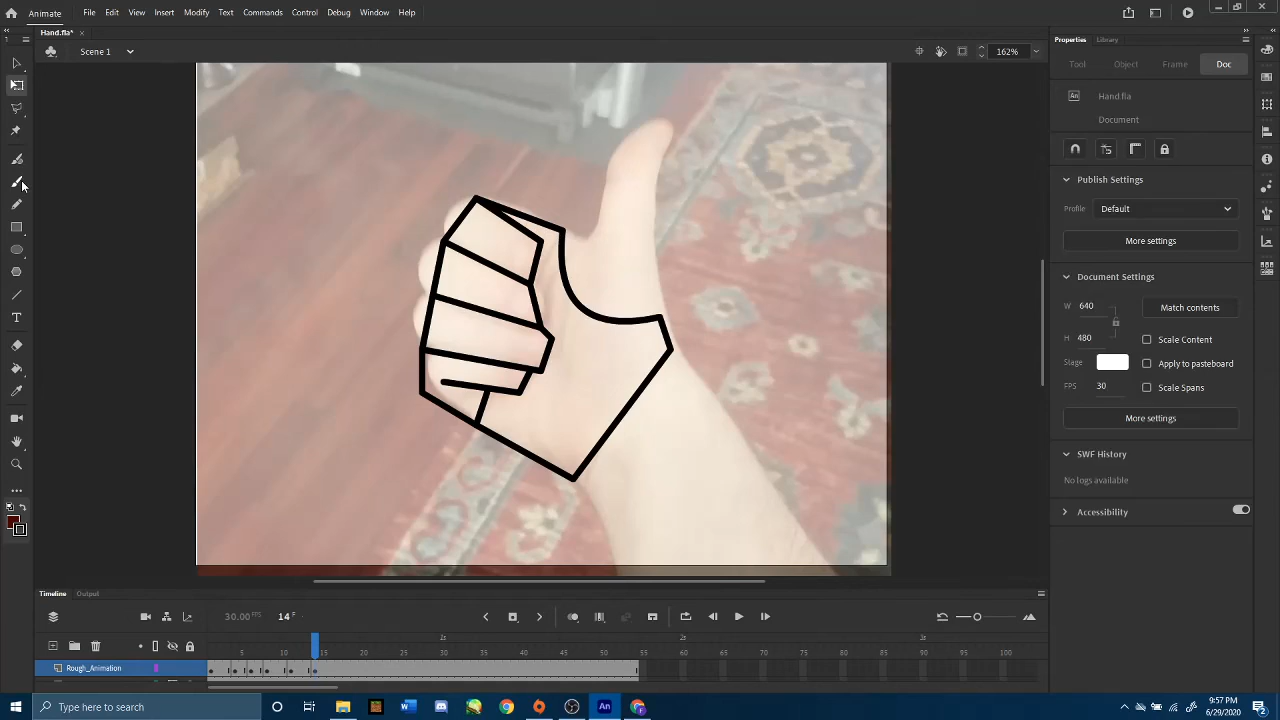 Animate File Edit View Insert Modify Text Commands Control Debug Window Help
Hand.fla*
Scene 1
162%
Properties Library
Tool Object Frame Doc
Hand.fla
Document
Publish Settings
Profile Default
More settings
Document Settings
W 640 Match contents
H 480 Scale Content
Stage Apply to pasteboard
FPS 30 Scale Spans
More settings
SWF History
No logs available
Accessibility
Timeline Output
30.00 FPS 14 F
1s 2s 3s
5 10 15 20 25 30 35 40 45 50 55 60 65 70 75 80 85 90 95 100
Rough_Animation
Type here to search
9:57 PM
6/29/2020